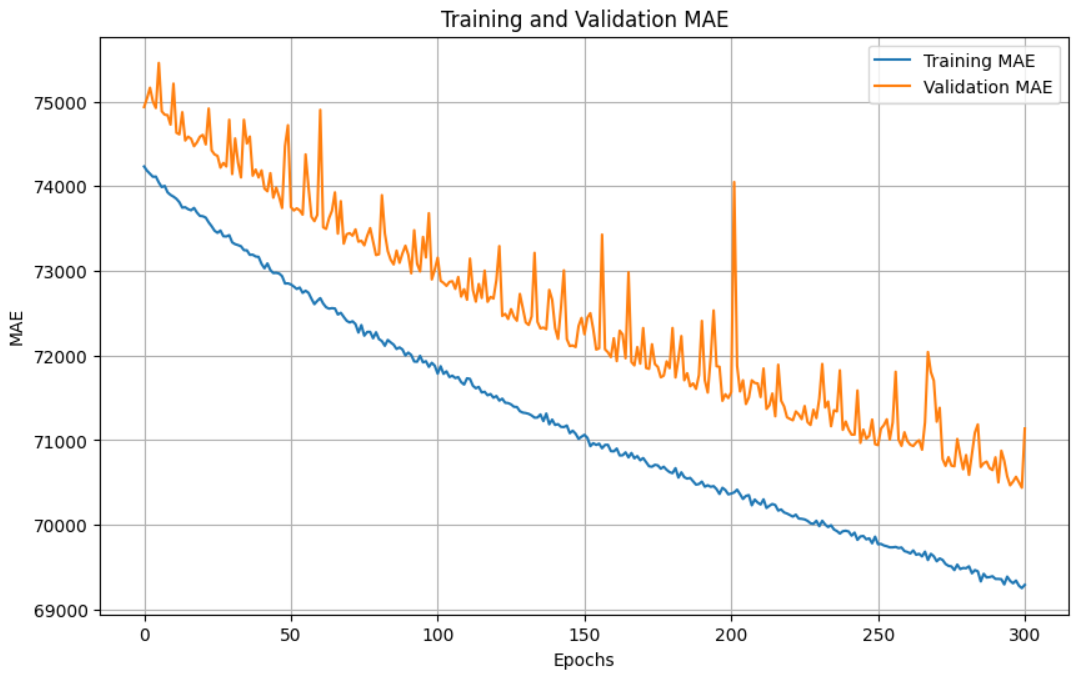 Training and Validation MAE
Training MAE
Validation MAE
75000
74000
73000
72000
71000
70000
69000
MAE
0 50 100 150 200 250 300
Epochs